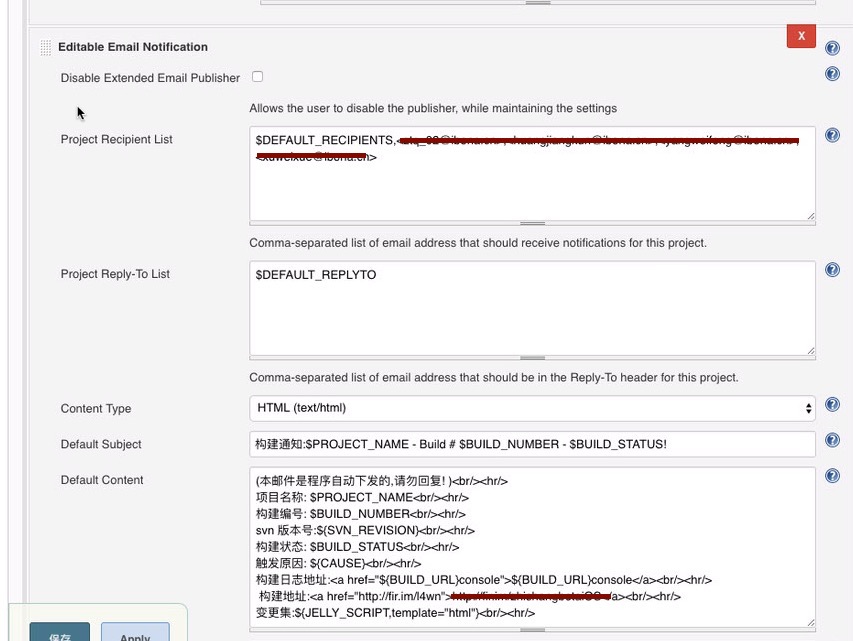 Editable Email Notification
X
Disable Extended Email Publisher
Allows the user to disable the publisher, while maintaining the settings
Project Recipient List
$DEFAULT_RECIPIENTS,
Comma-separated list of email address that should receive notifications for this project.
Project Reply-To List
$DEFAULT_REPLYTO
Comma-separated list of email address that should be in the Reply-To header for this project.
Content Type
HTML (text/html)
Default Subject
构建通知:$PROJECT_NAME - Build # $BUILD_NUMBER - $BUILD_STATUS!
Default Content
(本邮件是程序自动下发的,请勿回复! )<br/><hr/>
项目名称: $PROJECT_NAME<br/><hr/>
构建编号: $BUILD_NUMBER<br/><hr/>
svn 版本号:${SVN_REVISION}<br/><hr/>
构建状态: $BUILD_STATUS<br/><hr/>
触发原因: ${CAUSE}<br/><hr/>
构建日志地址:<a href="${BUILD_URL}console">${BUILD_URL}console</a><br/><hr/>
构建地址:<a href="http://fir.im/l4wn"> /a><br/><hr/>
变更集:${JELLY_SCRIPT,template="html"}<br/><hr/>
保存
Apply